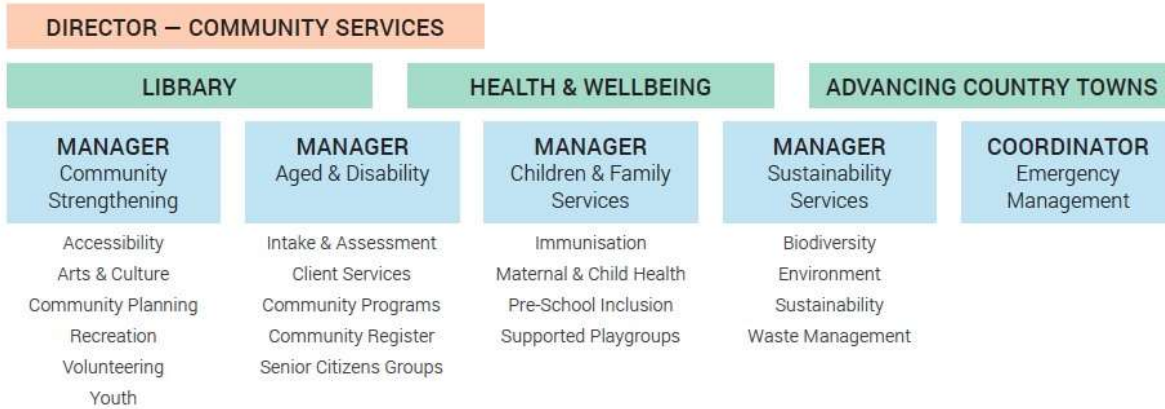 DIRECTOR — COMMUNITY SERVICES
LIBRARY
HEALTH & WELLBEING
ADVANCING COUNTRY TOWNS
MANAGER
Community
Strengthening
Accessibility
Arts & Culture
Community Planning
Recreation
Volunteering
Youth
MANAGER
Aged & Disability
Intake & Assessment
Client Services
Community Programs
Community Register
Senior Citizens Groups
MANAGER
Children & Family
Services
Immunisation
Maternal & Child Health
Pre-School Inclusion
Supported Playgroups
MANAGER
Sustainability
Services
Biodiversity
Environment
Sustainability
Waste Management
COORDINATOR
Emergency
Management